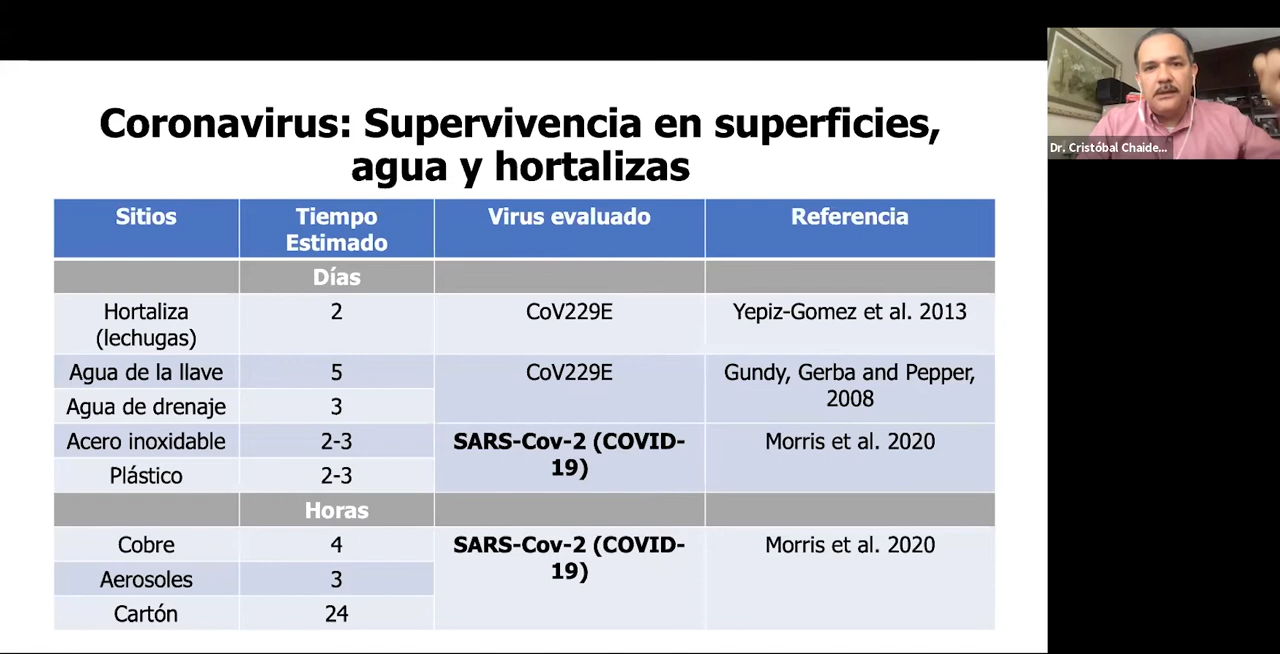 Coronavirus: Supervivencia en superficies,
agua y hortalizas
Dr. Cristóbal Chaide...
Sitios Tiempo Estimado Virus evaluado Referencia
Días
Hortaliza (lechugas) 2 CoV229E Yepiz-Gomez et al. 2013
Agua de la llave 5 CoV229E Gundy, Gerba and Pepper, 2008
Agua de drenaje 3
Acero inoxidable 2-3 SARS-Cov-2 (COVID-19) Morris et al. 2020
Plástico 2-3
Horas
Cobre 4 SARS-Cov-2 (COVID-19) Morris et al. 2020
Aerosoles 3
Cartón 24